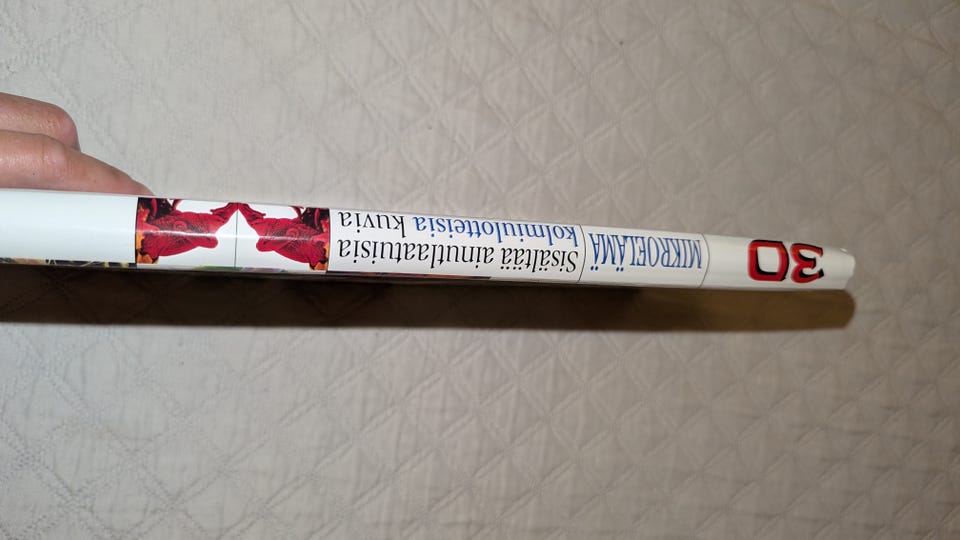 3D
MIKROELÄMÄ
Sisältää ainutlaatuisia
kolmiulotteisia kuvia